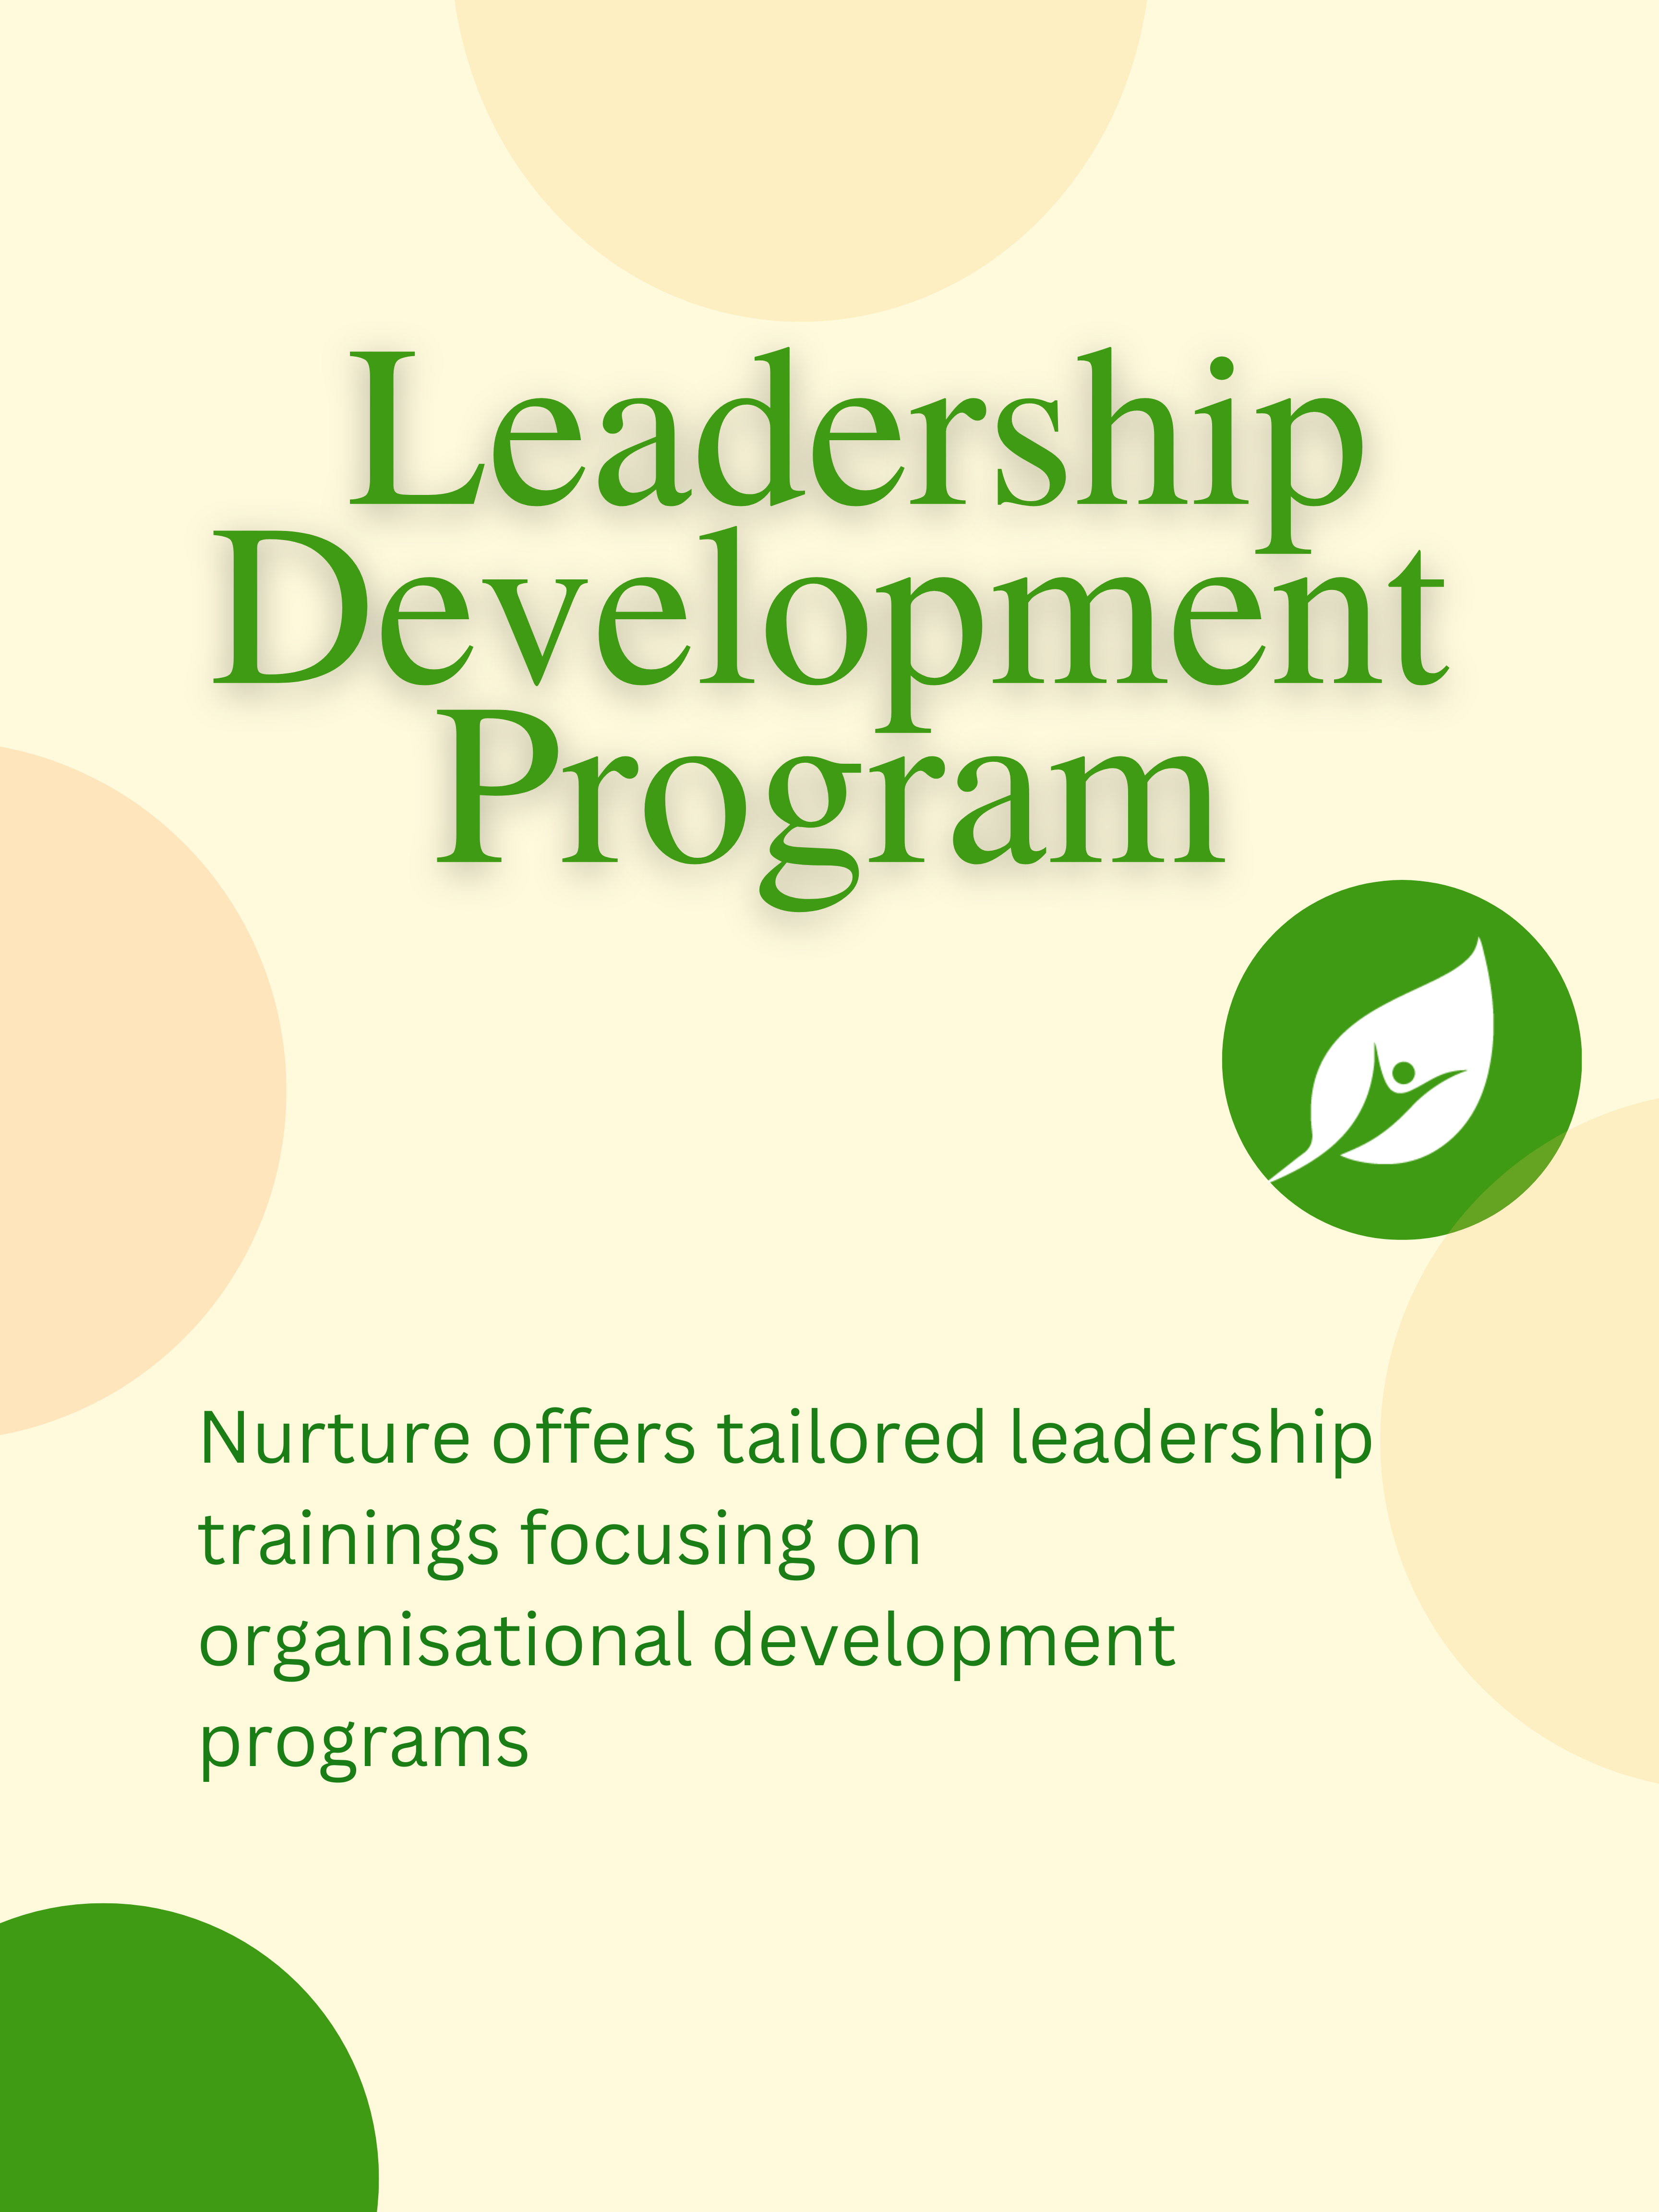 Leadership
Development
Program
Nurture offers tailored leadership
trainings focusing on
organisational development
programs